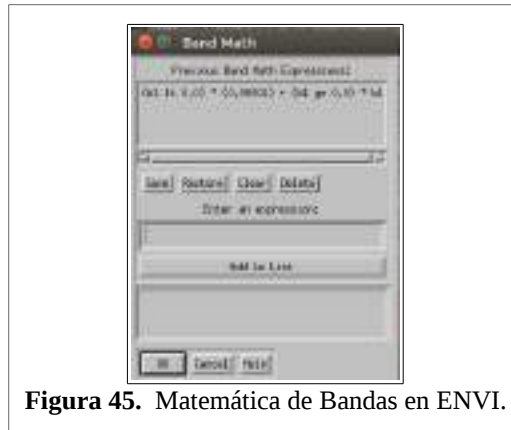 Band Math
Previous Band Math Expressions:
Save Restore Clear Delete
Enter an expression:
Add to List
OK Cancel Help
Figura 45. Matemática de Bandas en ENVI.